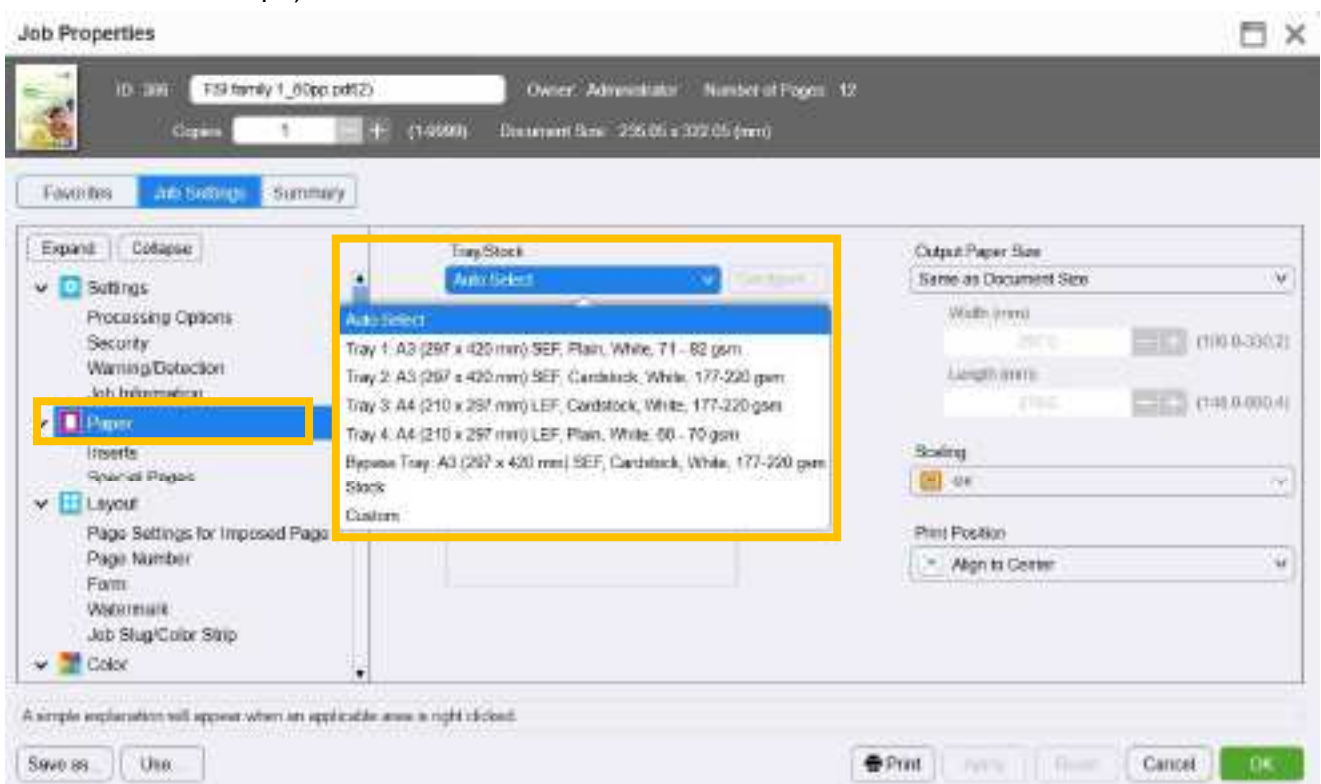 Job Properties
ID: 399 FSI family 1_60pp.pdf(2) Owner: Administrator Number of Pages: 12
Copies 1 (1-9999) Document Size: 235.05 x 322.05 (mm)
Favorites Job Settings Summary
Expand Collapse
Settings
Processing Options
Security
Warning/Detection
Job Information
Paper
Inserts
Special Pages
Layout
Page Settings for Imposed Page
Page Number
Form
Watermark
Job Slug/Color Strip
Color
Tray/Stock
Auto Select
Auto Select
Tray 1: A3 (297 x 420 mm) SEF, Plain, White, 71 - 82 gsm
Tray 2: A3 (297 x 420 mm) SEF, Cardstock, White, 177-220 gsm
Tray 3: A4 (210 x 297 mm) LEF, Cardstock, White, 177-220 gsm
Tray 4: A4 (210 x 297 mm) LEF, Plain, White, 60 - 70 gsm
Bypass Tray: A3 (297 x 420 mm) SEF, Cardstock, White, 177-220 gsm
Stock
Custom
Output Paper Size
Same as Document Size
Width (mm)
(100.0-330.2)
Length (mm)
Scaling
Print Position
Align to Center
A simple explanation will appear when an applicable area is right clicked.
Save as... Use... Print Apply Reset Cancel OK